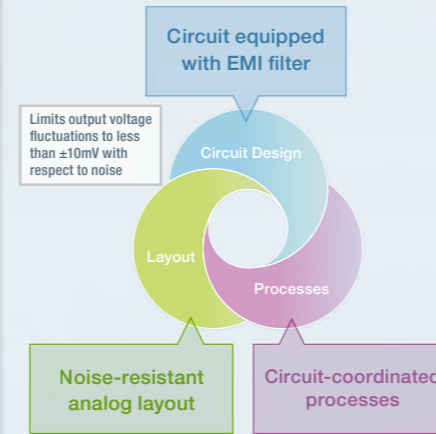 Circuit equipped
with EMI filter
Limits output voltage
fluctuations to less
than ±10mV with
respect to noise
Circuit Design
Layout
Processes
Noise-resistant
analog layout
Circuit-coordinated
processes